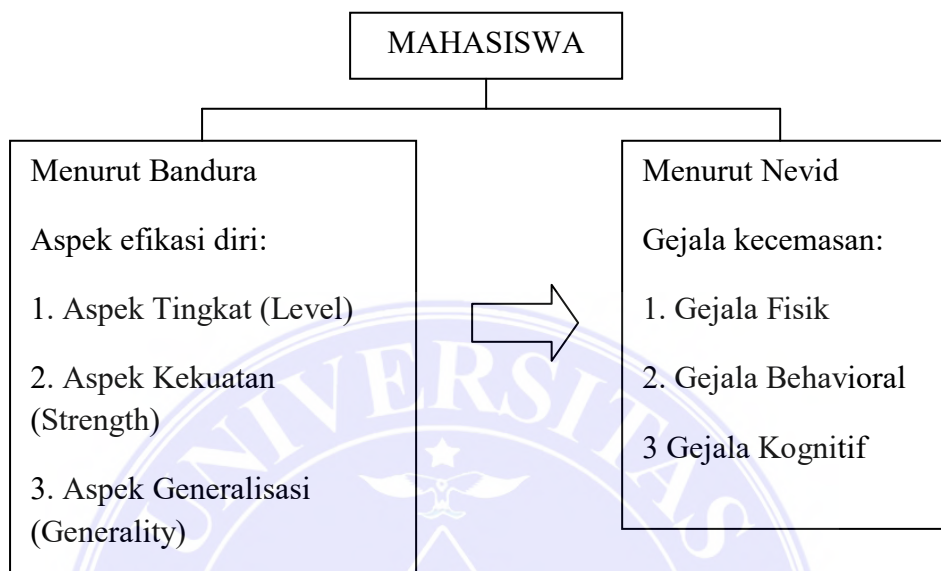 MAHASISWA
Menurut Bandura
Aspek efikasi diri:
1. Aspek Tingkat (Level)
2. Aspek Kekuatan
(Strength)
3. Aspek Generalisasi
(Generality)
Menurut Nevid
Gejala kecemasan:
1. Gejala Fisik
2. Gejala Behavioral
3 Gejala Kognitif
UNIVERSITAS